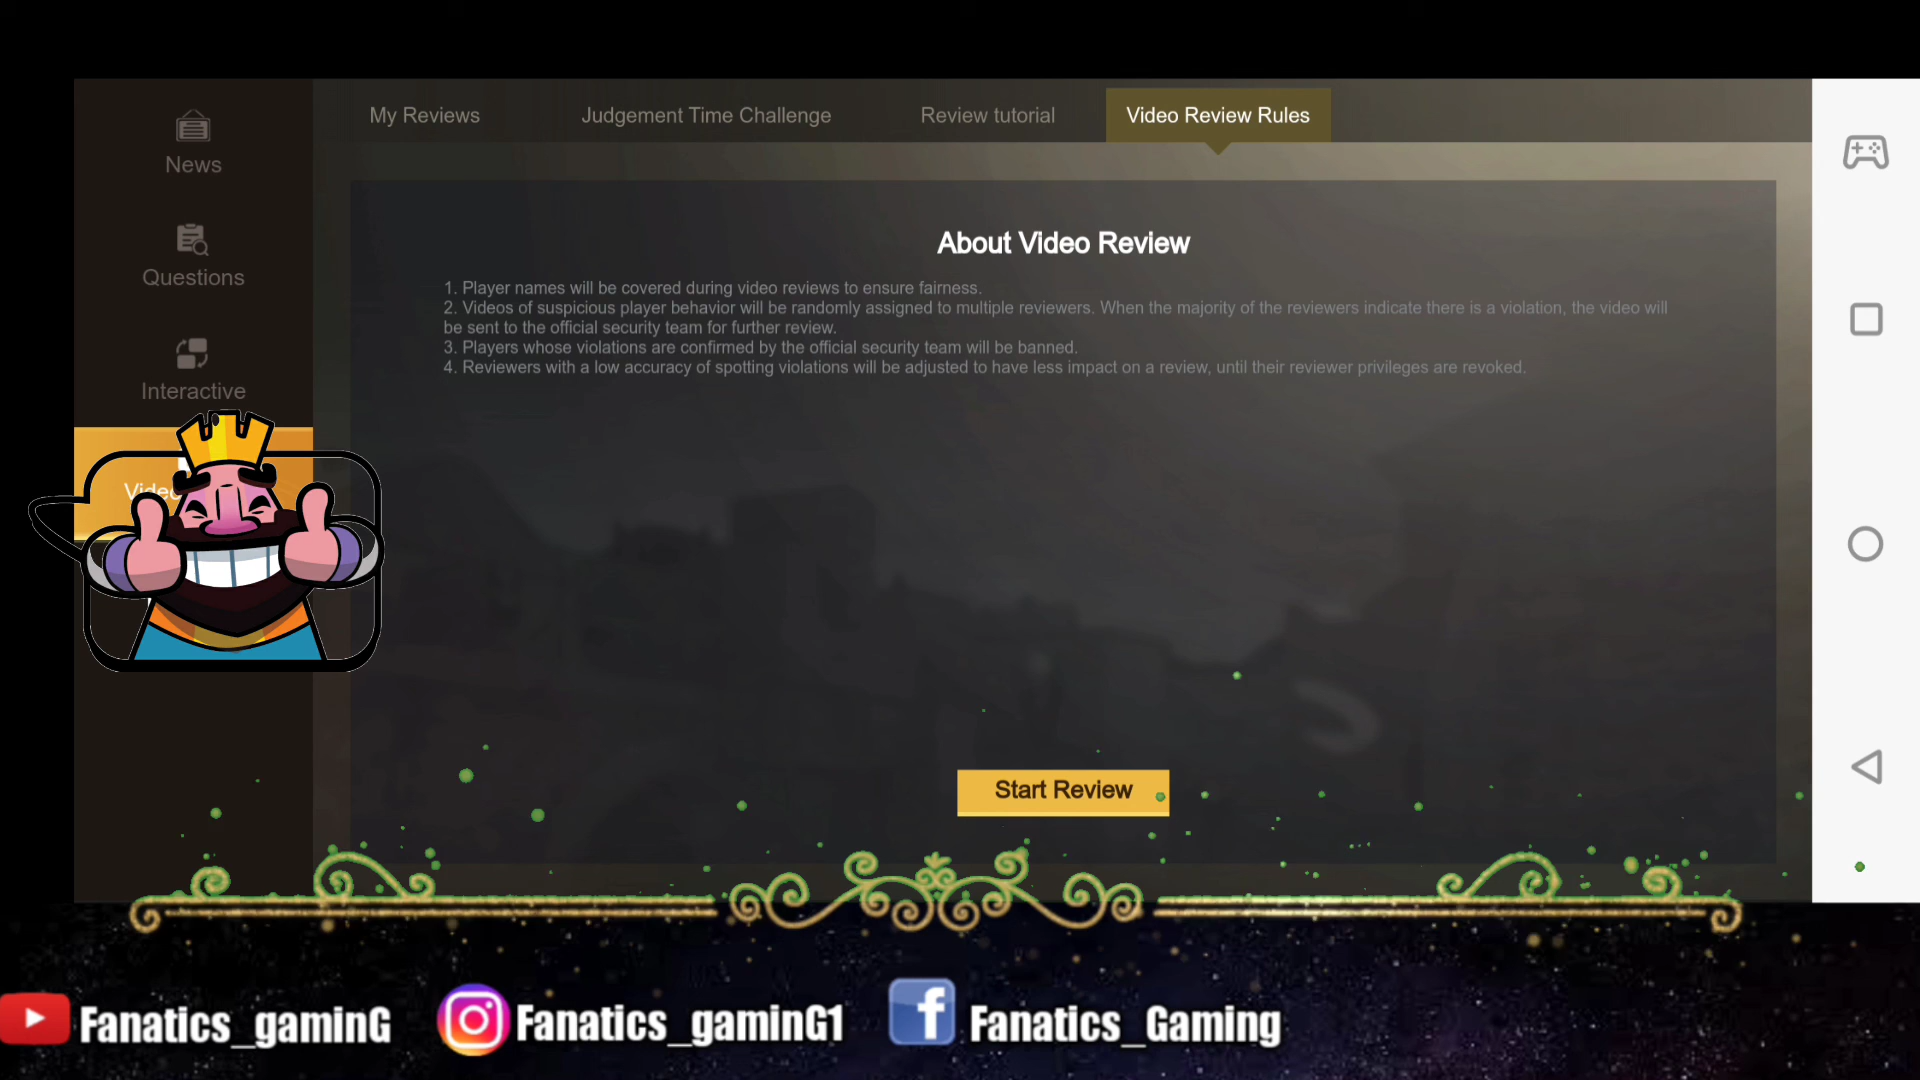 My Reviews
Judgement Time Challenge
Review tutorial
Video Review Rules
News
Questions
Interactive
Video
About Video Review
1. Player names will be covered during video reviews to ensure fairness.
2. Videos of suspicious player behavior will be randomly assigned to multiple reviewers. When the majority of the reviewers indicate there is a violation, the video will
be sent to the official security team for further review.
3. Players whose violations are confirmed by the official security team will be banned.
4. Reviewers with a low accuracy of spotting violations will be adjusted to have less impact on a review, until their reviewer privileges are revoked.
Start Review
Fanatics_gaminG
Fanatics_gaminG1
Fanatics_Gaming